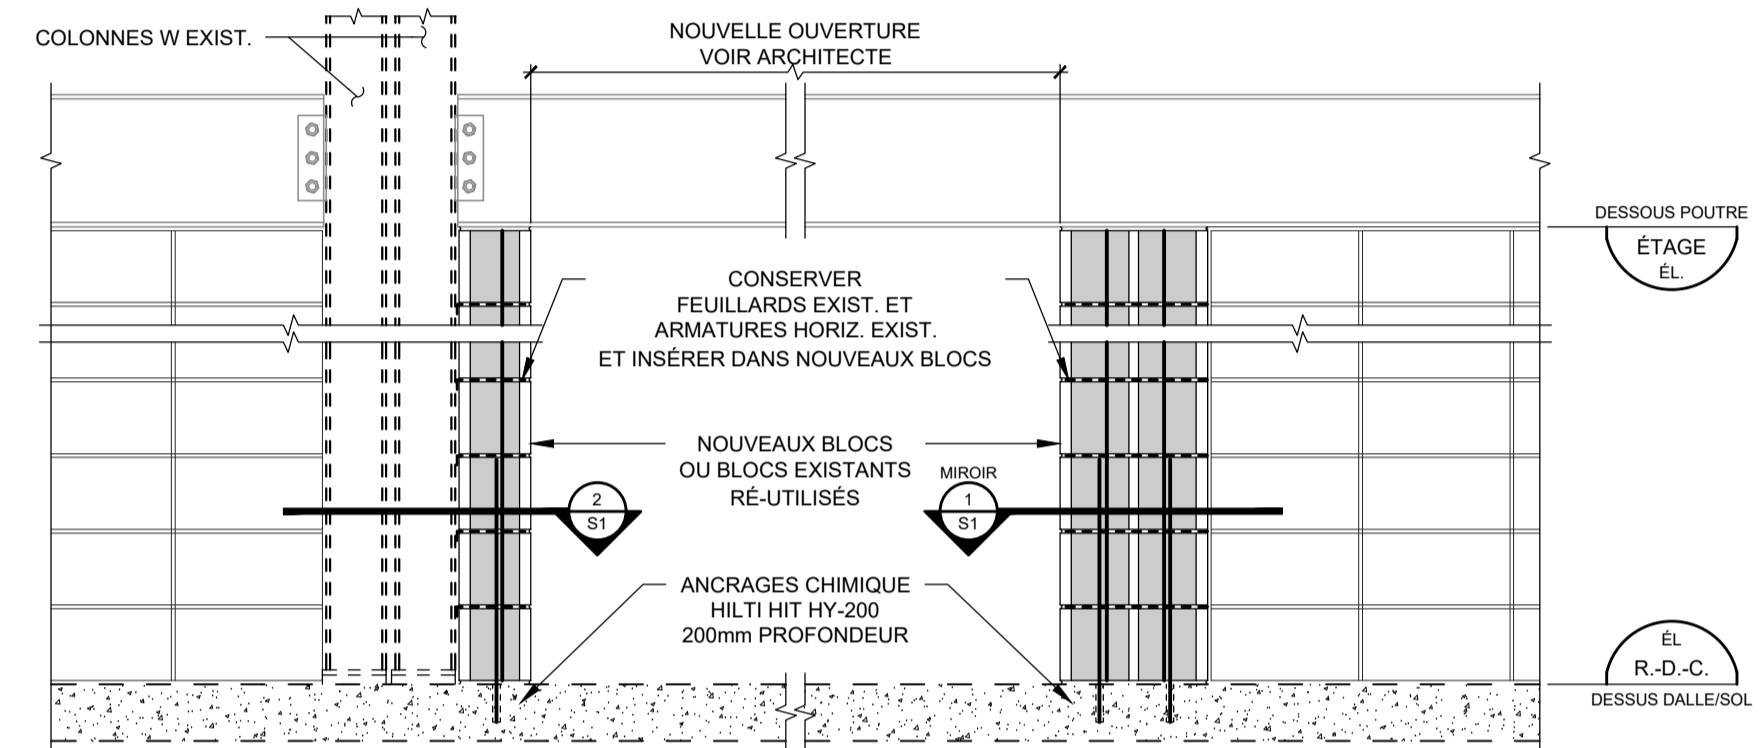 COLONNES W EXIST.
NOUVELLE OUVERTURE
VOIR ARCHITECTE
DESSOUS POUTRE
ÉTAGE
ÉL.
CONSERVER
FEUILLARDS EXIST. ET
ARMATURES HORIZ. EXIST.
ET INSÉRER DANS NOUVEAUX BLOCS
NOUVEAUX BLOCS
OU BLOCS EXISTANTS
RÉ-UTILISÉS
2
S1
MIROIR
1
S1
ANCRAGES CHIMIQUE
HILTI HIT HY-200
200mm PROFONDEUR
ÉL
R.-D.-C.
DESSUS DALLE/SOL